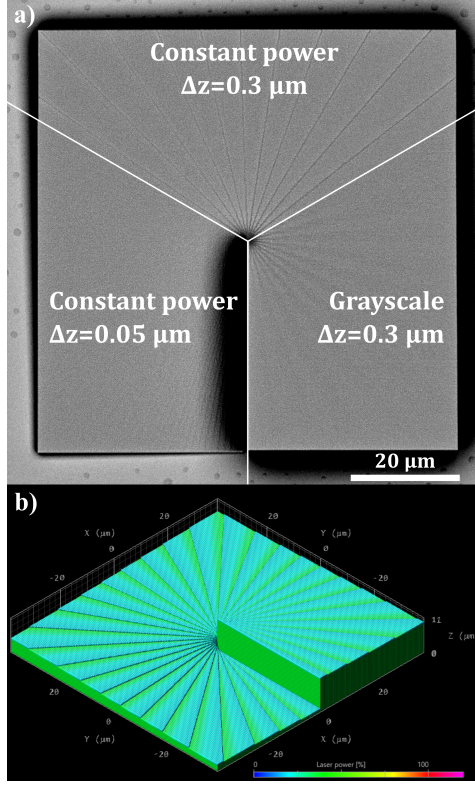 a)
Constant power
Δz=0.3 μm
Constant power
Δz=0.05 μm
Grayscale
Δz=0.3 μm
20 μm
b)
20
20
X (μm)
Y (μm)
0
0
-20
-20
12
Z (μm)
0
20
20
0
0
Y (μm)
X (μm)
-20
-20
0
Laser power [%]
100